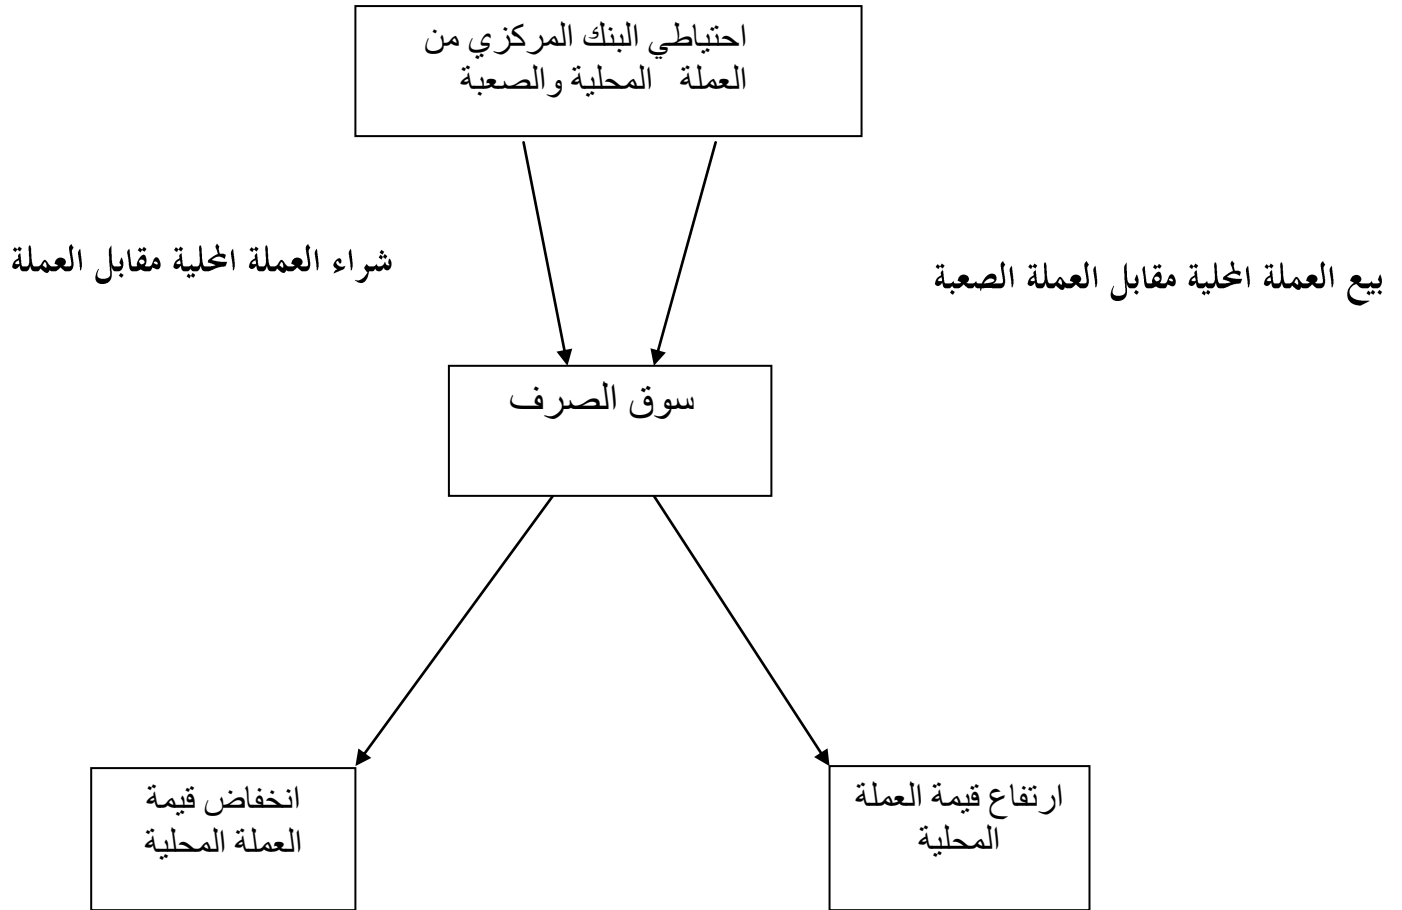 احتياطي البنك المركزي من
العملة المحلية والصعبة
بيع العملة المحلية مقابل العملة الصعبة
شراء العملة المحلية مقابل العملة
سوق الصرف
ارتفاع قيمة العملة
المحلية
انخفاض قيمة
العملة المحلية